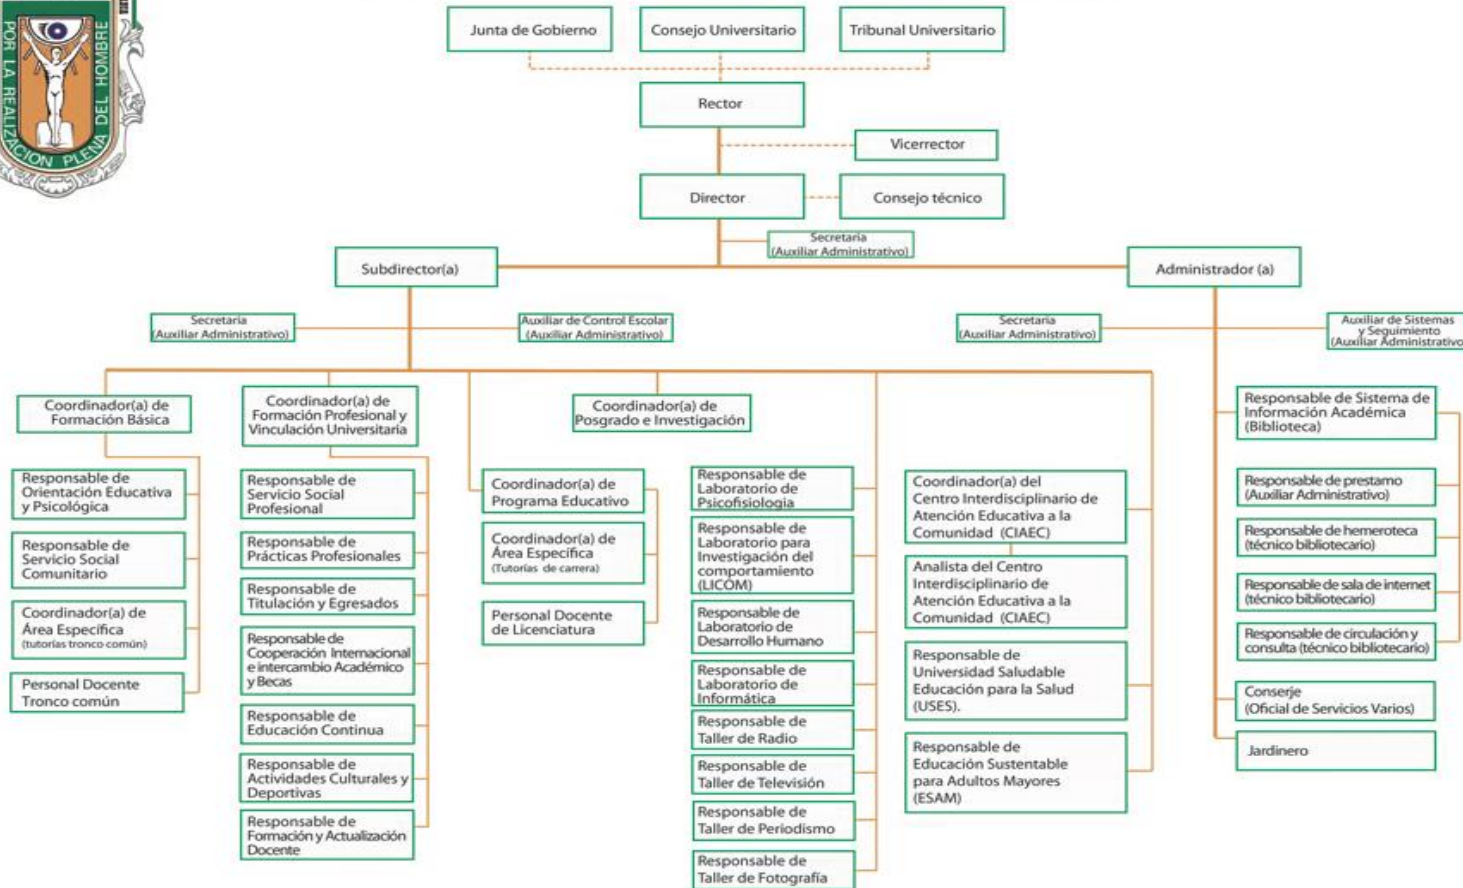 POR LA REALIZACION PLENA DEL HOMBRE
Junta de Gobierno
Consejo Universitario
Tribunal Universitario
Rector
Vicerrector
Director
Consejo técnico
Secretaria
(Auxiliar Administrativo)
Subdirector(a)
Administrador (a)
Secretaria
(Auxiliar Administrativo)
Auxiliar de Control Escolar
(Auxiliar Administrativo)
Secretaria
(Auxiliar Administrativo)
Auxiliar de Sistemas
y Seguimiento
(Auxiliar Administrativo
Coordinador(a) de
Formación Básica
Responsable de
Orientación Educativa
y Psicológica
Responsable de
Servicio Social
Comunitario
Coordinador(a) de
Área Específica
(tutorías tronco común)
Personal Docente
Tronco común
Coordinador(a) de
Formación Profesional y
Vinculación Universitaria
Responsable de
Servicio Social
Profesional
Responsable de
Prácticas Profesionales
Responsable de
Titulación y Egresados
Responsable de
Cooperación Internacional
e intercambio Académico
y Becas
Responsable de
Educación Continua
Responsable de
Actividades Culturales y
Deportivas
Responsable de
Formación y Actualización
Docente
Coordinador(a) de
Programa Educativo
Coordinador(a) de
Área Específica
(Tutorías de carrera)
Personal Docente
de Licenciatura
Coordinador(a) de
Posgrado e Investigación
Responsable de
Laboratorio de
Psicofisiologia
Responsable de
Laboratorio para
Investigación del
comportamiento
(LICOM)
Responsable de
Laboratorio de
Desarrollo Humano
Responsable de
Laboratorio de
Informática
Responsable de
Taller de Radio
Responsable de
Taller de Televisión
Responsable de
Taller de Periodismo
Responsable de
Taller de Fotografía
Coordinador(a) del
Centro Interdisciplinario de
Atención Educativa a la
Comunidad (CIAEC)
Analista del Centro
Interdisciplinario de
Atención Educativa a la
Comunidad (CIAEC)
Responsable de
Universidad Saludable
Educación para la Salud
(USES).
Responsable de
Educación Sustentable
para Adultos Mayores
(ESAM)
Responsable de Sistema de
Información Académica
(Biblioteca)
Responsable de prestamo
(Auxiliar Administrativo)
Responsable de hemeroteca
(técnico bibliotecario)
Responsable de sala de internet
(técnico bibliotecario)
Responsable de circulación y
consulta (técnico bibliotecario)
Conserje
(Oficial de Servicios Varios)
Jardinero